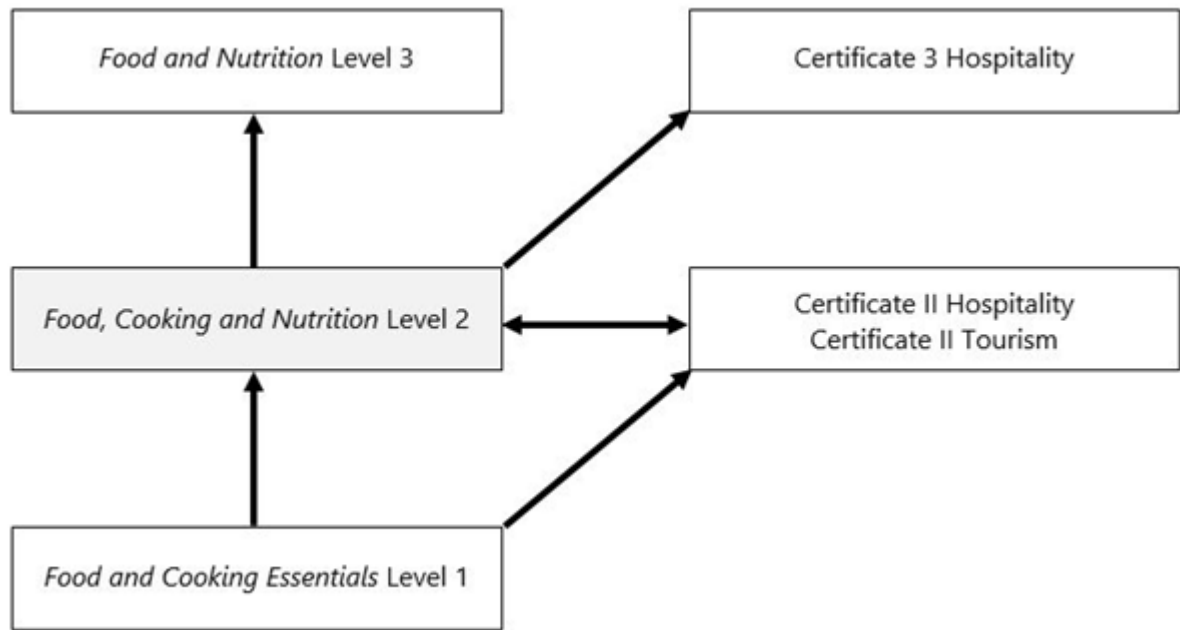 Food and Nutrition Level 3
Certificate 3 Hospitality
Food, Cooking and Nutrition Level 2
Certificate II Hospitality
Certificate II Tourism
Food and Cooking Essentials Level 1